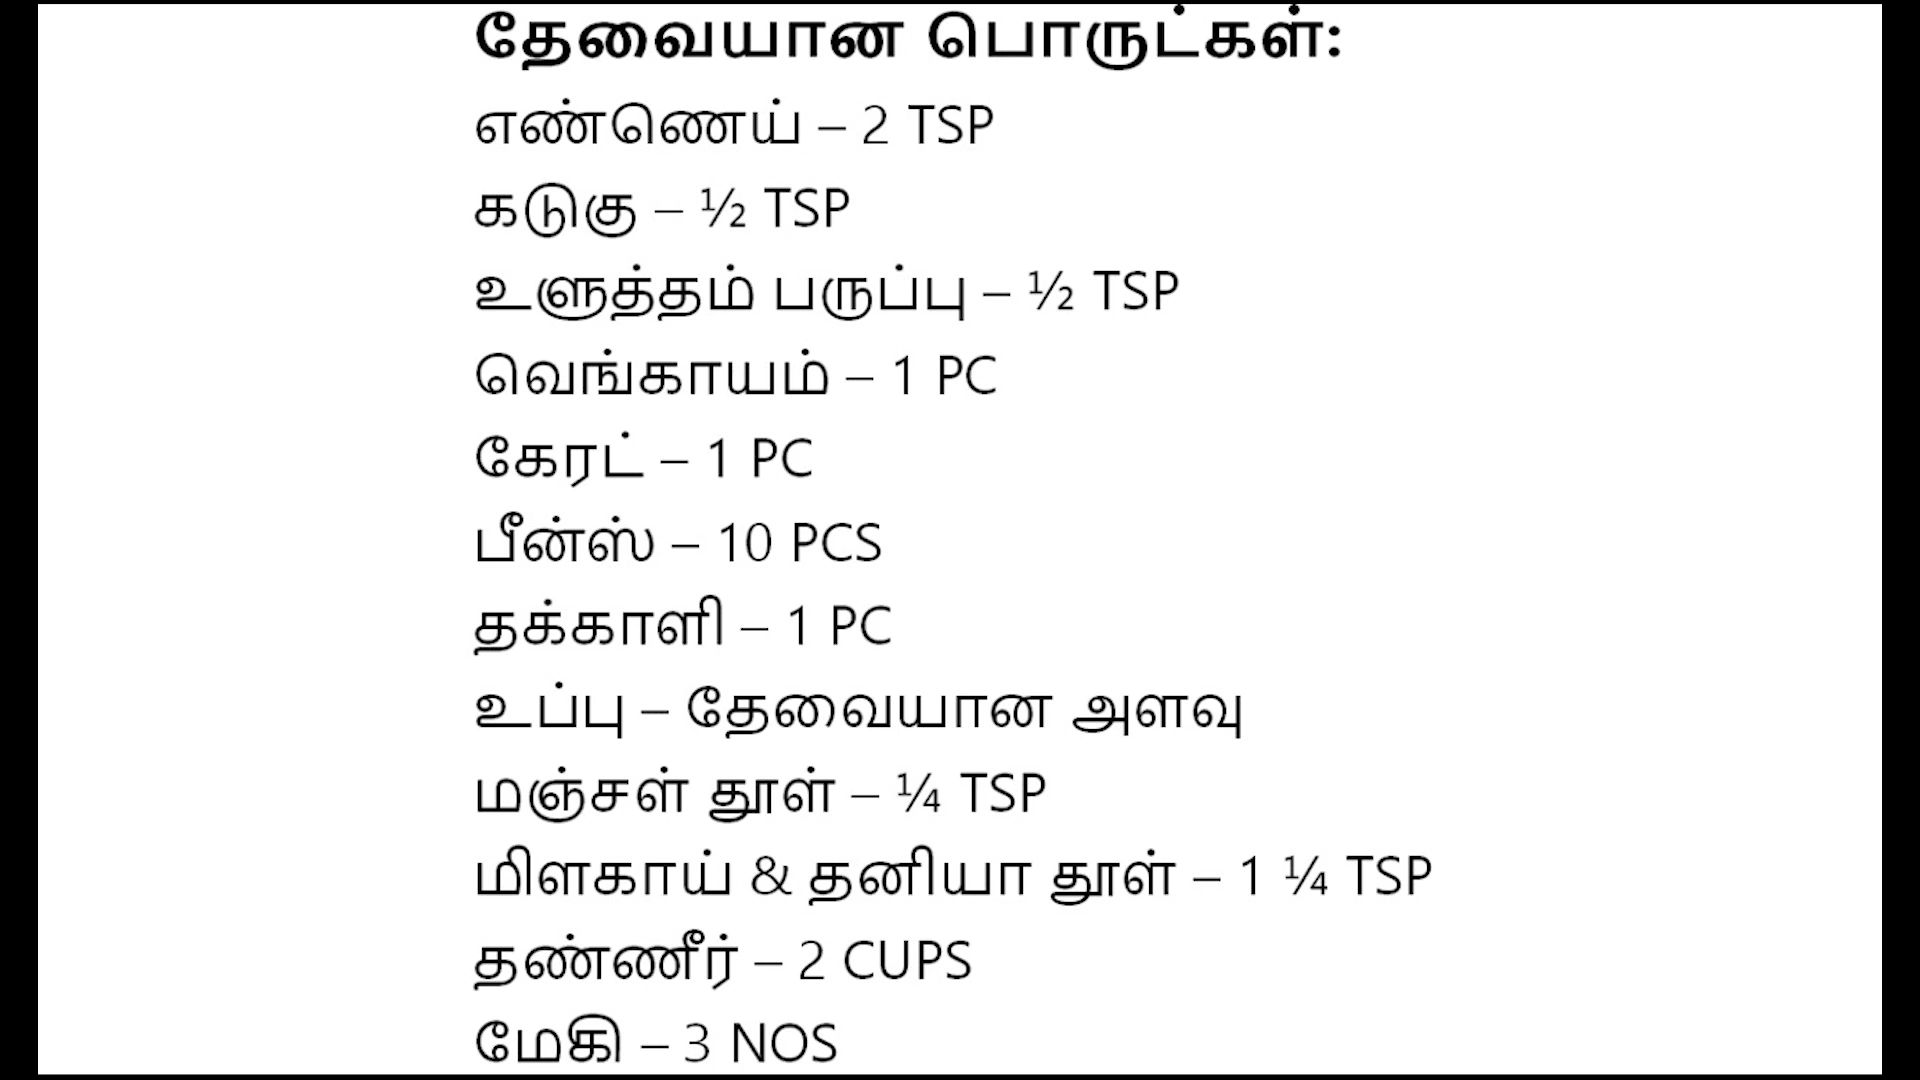 தேவையான பொருட்கள்:
எண்ணெய் – 2 TSP
கடுகு – ½ TSP
உளுத்தம் பருப்பு – ½ TSP
வெங்காயம் – 1 PC
கேரட் – 1 PC
பீன்ஸ் – 10 PCS
தக்காளி – 1 PC
உப்பு – தேவையான அளவு
மஞ்சள் தூள் – ¼ TSP
மிளகாய் & தனியா தூள் – 1 ¼ TSP
தண்ணீர் – 2 CUPS
மேகி – 3 NOS